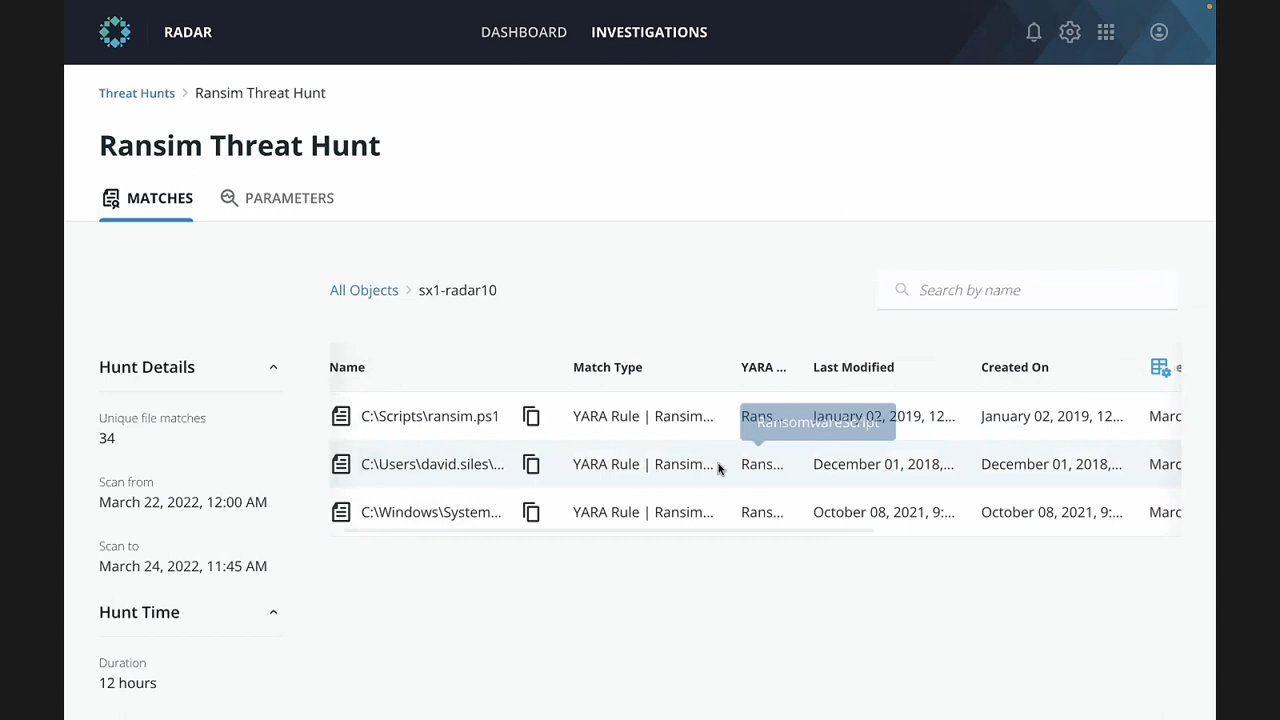 RADAR DASHBOARD INVESTIGATIONS
Threat Hunts > Ransim Threat Hunt
Ransim Threat Hunt
MATCHES PARAMETERS
All Objects > sx1-radar10 Search by name
Hunt Details
Unique file matches
34
Scan from
March 22, 2022, 12:00 AM
Scan to
March 24, 2022, 11:45 AM
Hunt Time
Duration
12 hours
Name Match Type YARA ... Last Modified Created On
C:\Scripts\ransim.ps1 YARA Rule | Ransim... Rans... January 02, 2019, 12... January 02, 2019, 12... Marc
RansomwareScript
C:\Users\david.siles\... YARA Rule | Ransim... Rans... December 01, 2018,... December 01, 2018,... Marc
C:\Windows\System... YARA Rule | Ransim... Rans... October 08, 2021, 9:... October 08, 2021, 9:... Marc